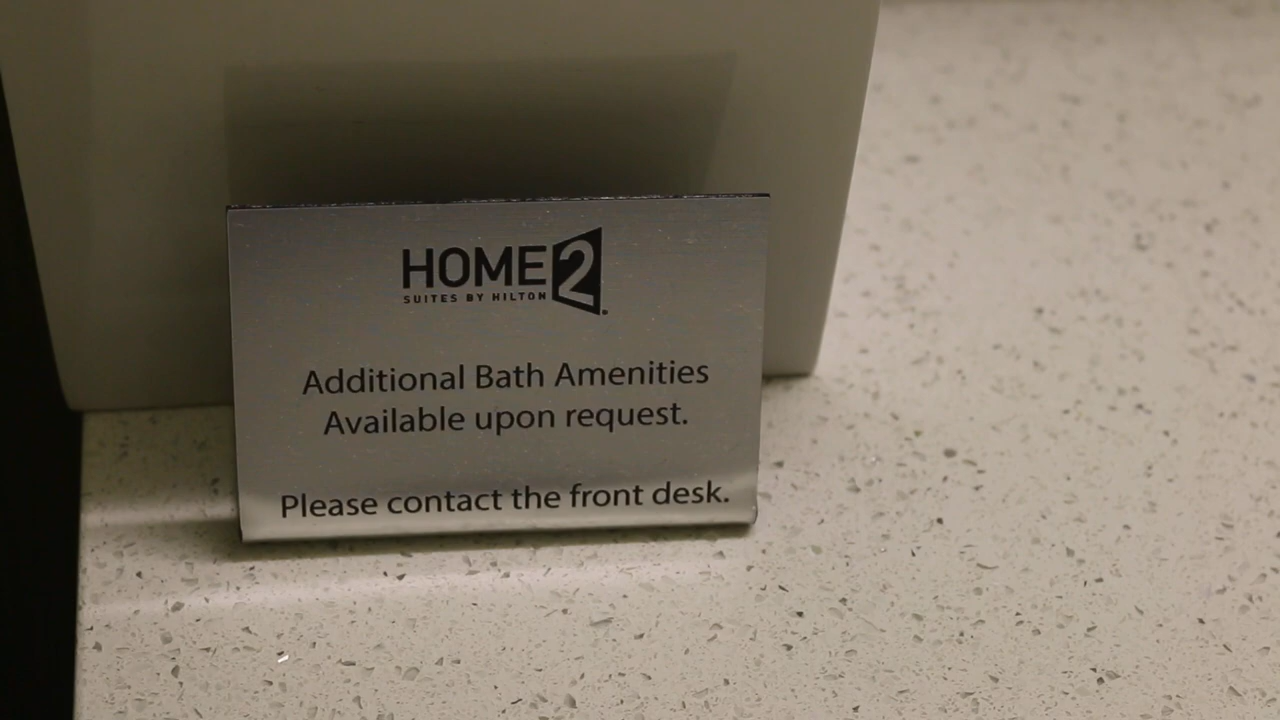 HOME2
SUITES BY HILTON
Additional Bath Amenities
Available upon request.
Please contact the front desk.